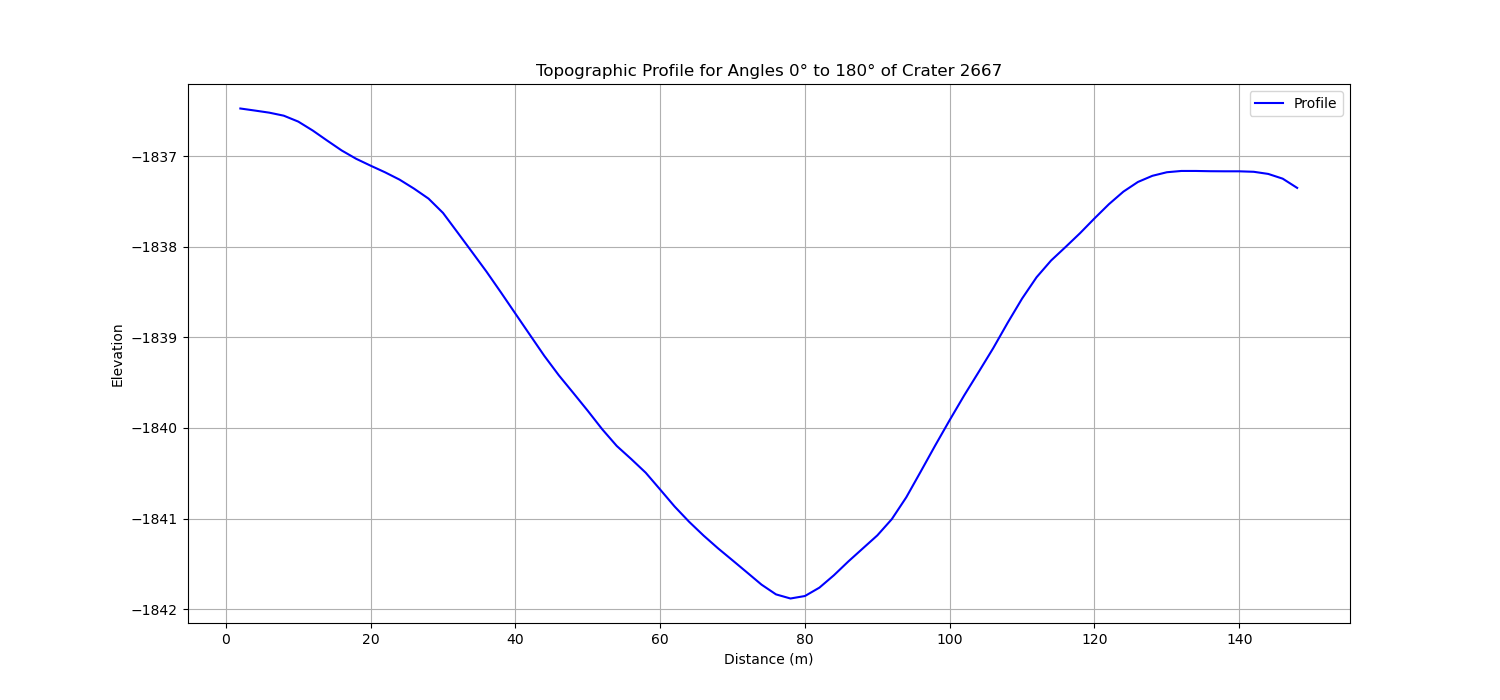 Topographic Profile for Angles 0° to 180° of Crater 2667
Profile
−1837
−1838
−1839
−1840
−1841
−1842
Elevation
0 20 40 60 80 100 120 140
Distance (m)